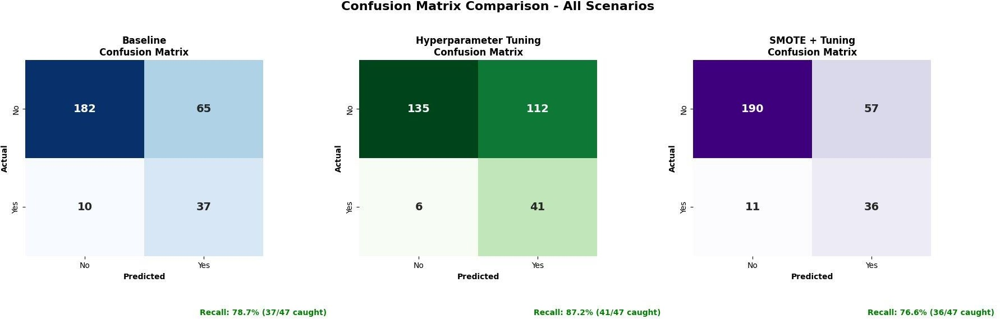 Confusion Matrix Comparison - All Scenarios
Baseline
Confusion Matrix
Actual
No
182
65
Yes
10
37
No
Yes
Predicted
Recall: 78.7% (37/47 caught)
Hyperparameter Tuning
Confusion Matrix
Actual
No
135
112
Yes
6
41
No
Yes
Predicted
Recall: 87.2% (41/47 caught)
SMOTE + Tuning
Confusion Matrix
Actual
No
190
57
Yes
11
36
No
Yes
Predicted
Recall: 76.6% (36/47 caught)